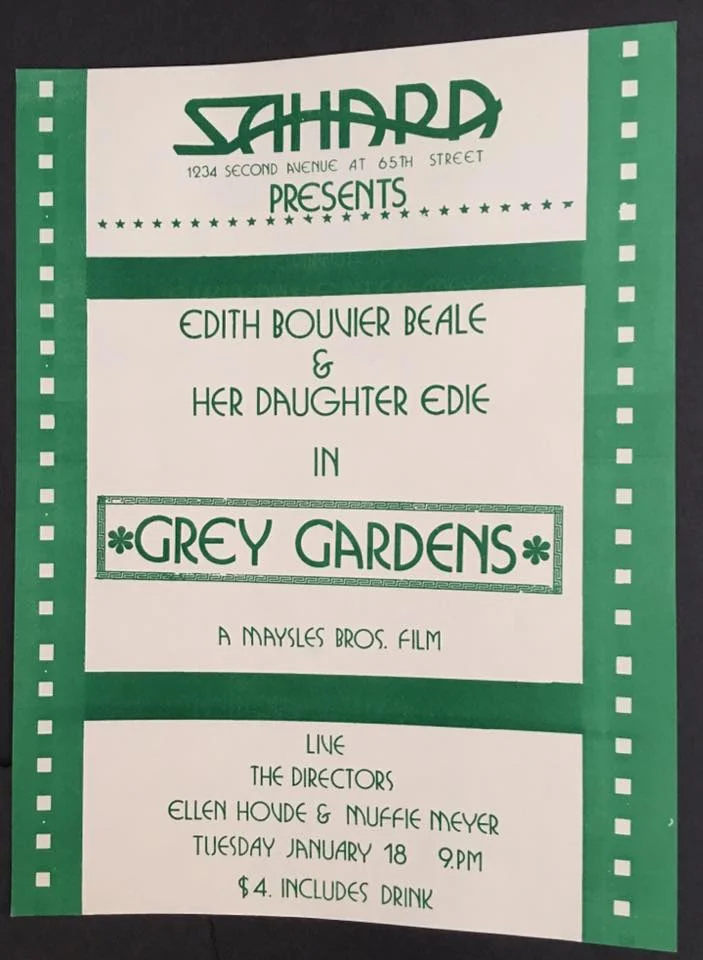 SAHARA
1234 SECOND AVENUE AT 65TH STREET
PRESENTS
EDITH BOUVIER BEALE
&
HER DAUGHTER EDIE
IN
*GREY GARDENS*
A MAYSLES BROS. FILM
LIVE
THE DIRECTORS
ELLEN HOVDE & MUFFIE MEYER
TUESDAY JANUARY 18 9.PM
$4. INCLUDES DRINK